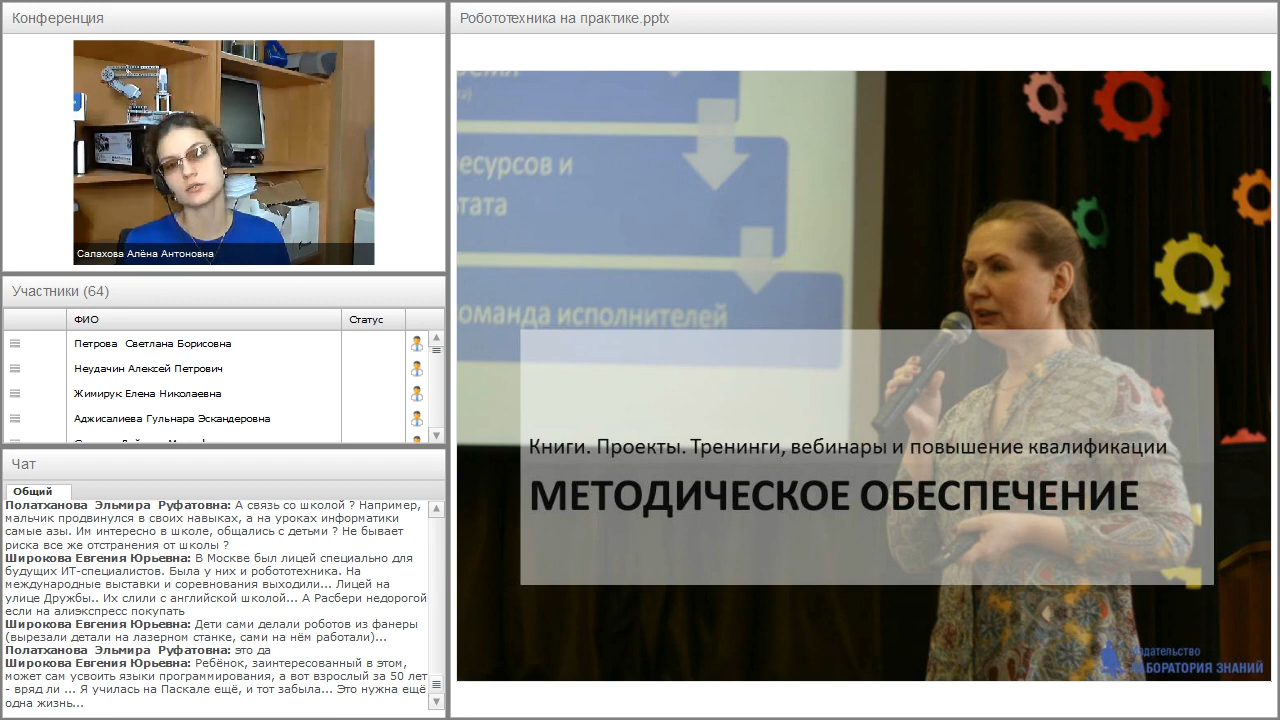 Конференция
Салахова Алёна Антоновна
Участники (64)
ФИО
Статус
Петрова Светлана Борисовна
Неудачин Алексей Петрович
Жимирук Елена Николаевна
Аджисалиева Гульнара Эскандеровна
Чат
Общий
Полатханова Эльмира Руфатовна: А связь со школой ? Например,
мальчик продвинулся в своих навыках, а на уроках информатики
самые азы. Им интересно в школе, общались с детьми ? Не бывает
риска все же отстранения от школы ?
Широкова Евгения Юрьевна: В Москве был лицей специально для
будущих ИТ-специалистов. Была у них и робототехника. На
международные выставки и соревнования выходили... Лицей на
улице Дружбы.. Их слили с английской школой... А Расбери недорогой
если на алиэкспресс покупать
Широкова Евгения Юрьевна: Дети сами делали роботов из фанеры
(вырезали детали на лазерном станке, сами на нём работали)...
Полатханова Эльмира Руфатовна: это да
Широкова Евгения Юрьевна: Ребёнок, заинтересованный в этом,
может сам усвоить языки программирования, а вот взрослый за 50 лет
- вряд ли ... Я училась на Паскале ещё, и тот забыла... Это нужна ещё
одна жизнь...
Робототехника на практике.pptx
есурсов и
тата
оманда исполнителей
Книги. Проекты. Тренинги, вебинары и повышение квалификации
МЕТОДИЧЕСКОЕ ОБЕСПЕЧЕНИЕ
Издательство
ЛАБОРАТОРИЯ ЗНАНИЙ